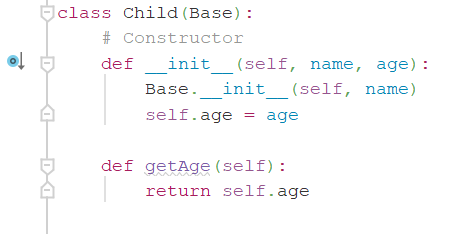 class Child(Base):
    # Constructor
    def __init__(self, name, age):
        Base.__init__(self, name)
        self.age = age

    def getAge(self):
        return self.age